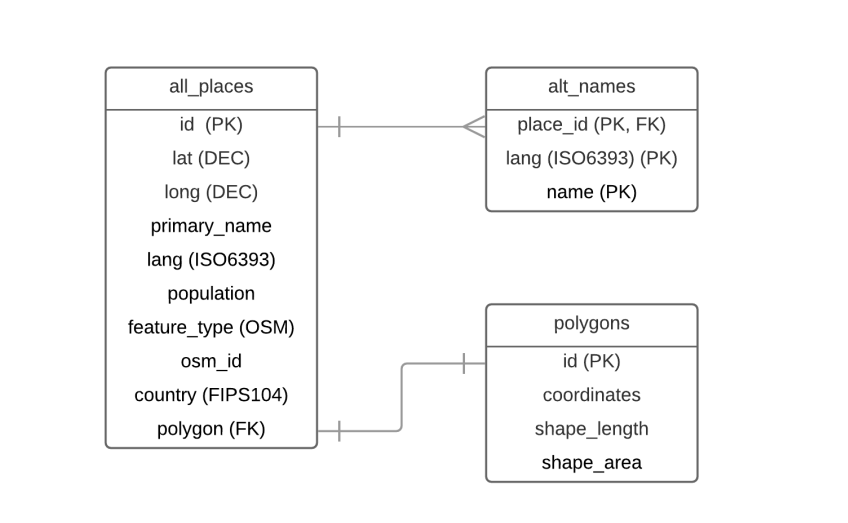 all_places
id (PK)
lat (DEC)
long (DEC)
primary_name
lang (ISO6393)
population
feature_type (OSM)
osm_id
country (FIPS104)
polygon (FK)
alt_names
place_id (PK, FK)
lang (ISO6393) (PK)
name (PK)
polygons
id (PK)
coordinates
shape_length
shape_area